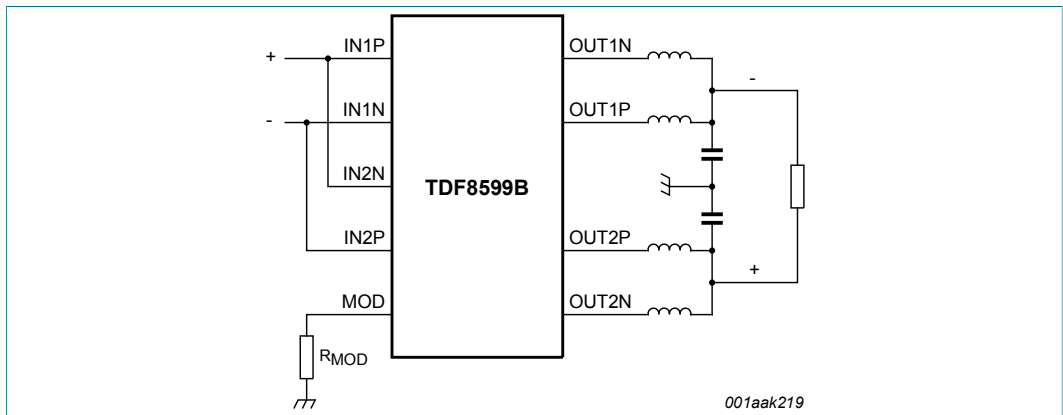 + IN1P OUT1N
-
- IN1N OUT1P
IN2N TDF8599B
IN2P OUT2P
+
MOD OUT2N
RMOD
001aak219